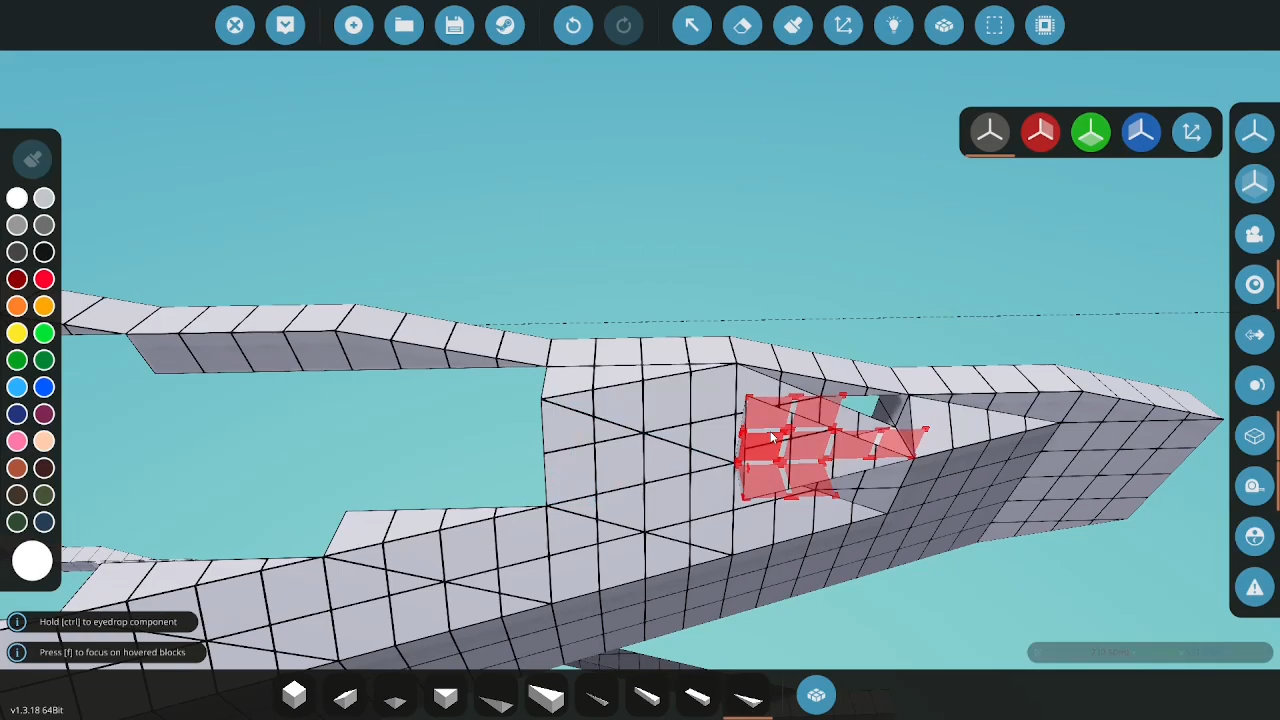 Hold [ctrl] to eyedrop component
Press [f] to focus on hovered blocks
v1.3.18 64Bit